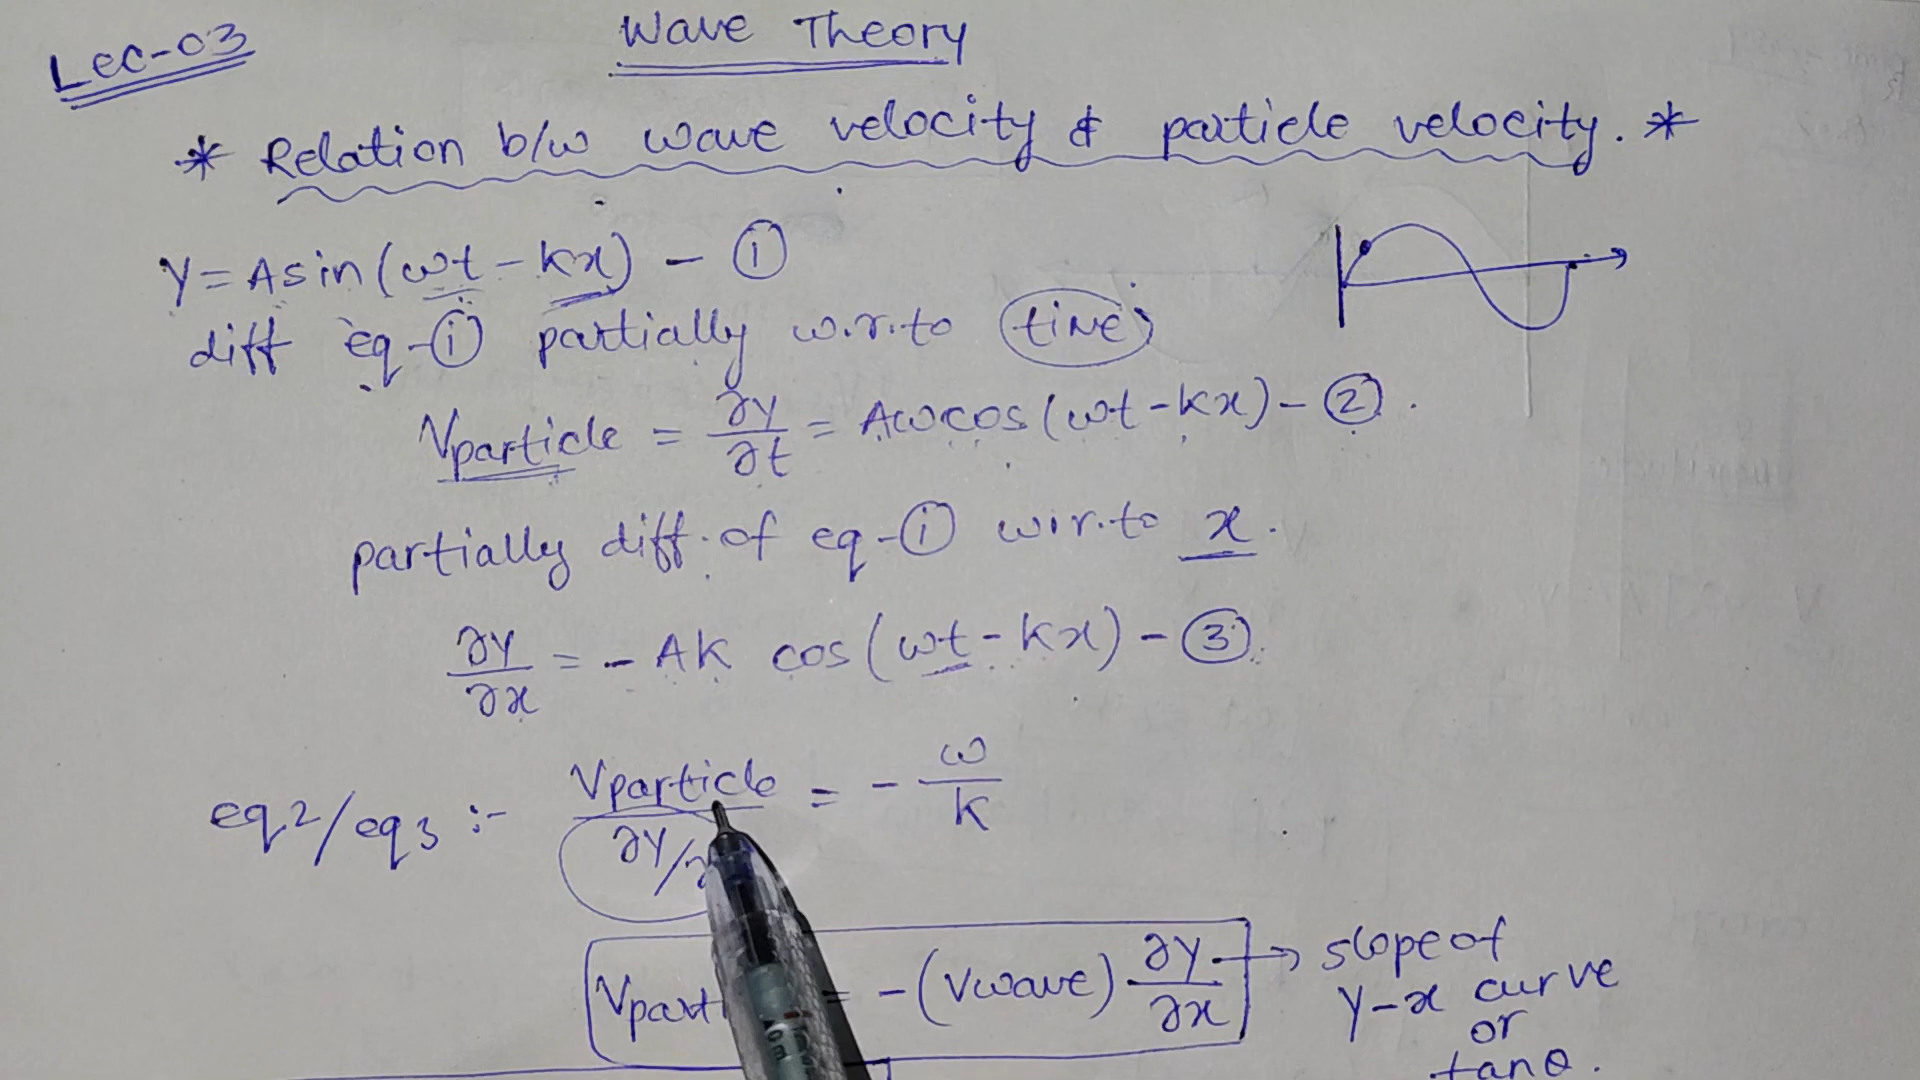 Lec-03
Wave Theory
* Relation b/w wave velocity & particle velocity. *
Y = A sin (ωt - kx) - ①
diff eq-① partially w.r.to time
Vparticle = ∂Y/∂t = Aω cos (ωt - kx) - ②.
partially diff. of eq-① w.r.to x.
∂Y/∂x = - AK cos (ωt - kx) - ③.
eq2/eq3 :- Vparticle / ∂Y/ = - ω/k
Vpart = - (Vwave) ∂Y/∂x → slope of
Y-x curve
or
tanθ.